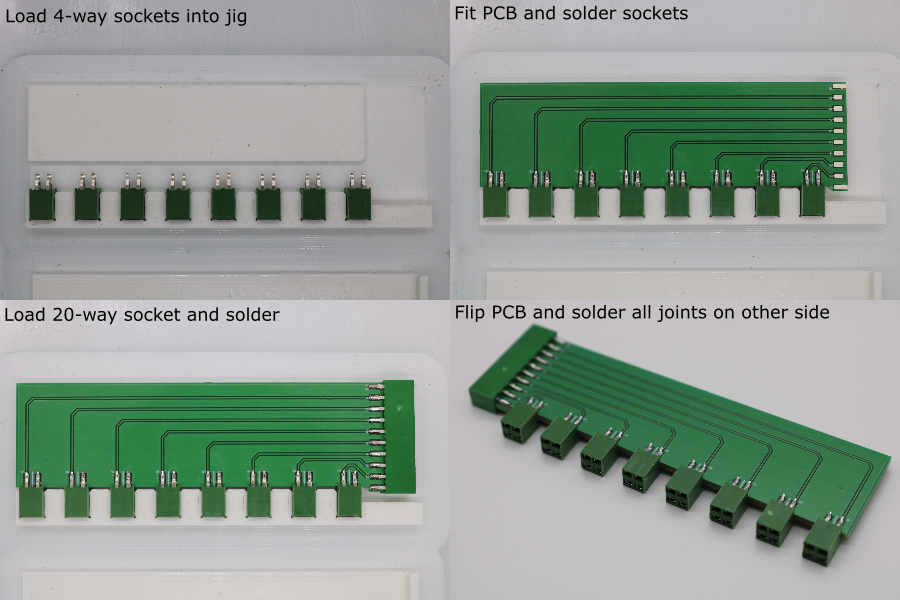 Load 4-way sockets into jig
Fit PCB and solder sockets
Load 20-way socket and solder
Flip PCB and solder all joints on other side